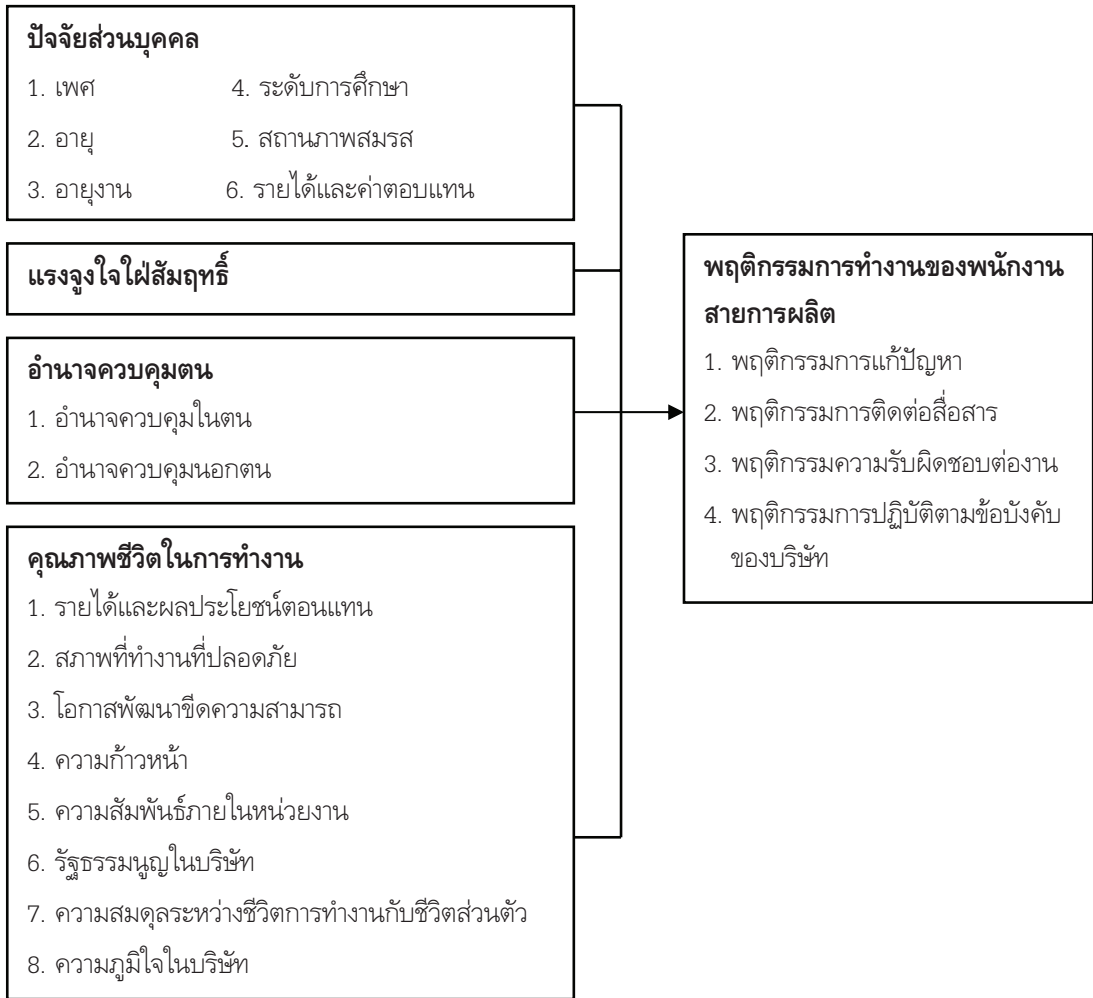 ปัจจัยส่วนบุคคล
1. เพศ 4. ระดับการศึกษา
2. อายุ 5. สถานภาพสมรส
3. อายุงาน 6. รายได้และค่าตอบแทน
แรงจูงใจใฝ่สัมฤทธิ์
อำนาจควบคุมตน
1. อำนาจควบคุมในตน
2. อำนาจควบคุมนอกตน
คุณภาพชีวิตในการทำงาน
1. รายได้และผลประโยชน์ตอนแทน
2. สภาพที่ทำงานที่ปลอดภัย
3. โอกาสพัฒนาขีดความสามารถ
4. ความก้าวหน้า
5. ความสัมพันธ์ภายในหน่วยงาน
6. รัฐธรรมนูญในบริษัท
7. ความสมดุลระหว่างชีวิตการทำงานกับชีวิตส่วนตัว
8. ความภูมิใจในบริษัท
พฤติกรรมการทำงานของพนักงาน
สายการผลิต
1. พฤติกรรมการแก้ปัญหา
2. พฤติกรรมการติดต่อสื่อสาร
3. พฤติกรรมความรับผิดชอบต่องาน
4. พฤติกรรมการปฏิบัติตามข้อบังคับ
ของบริษัท